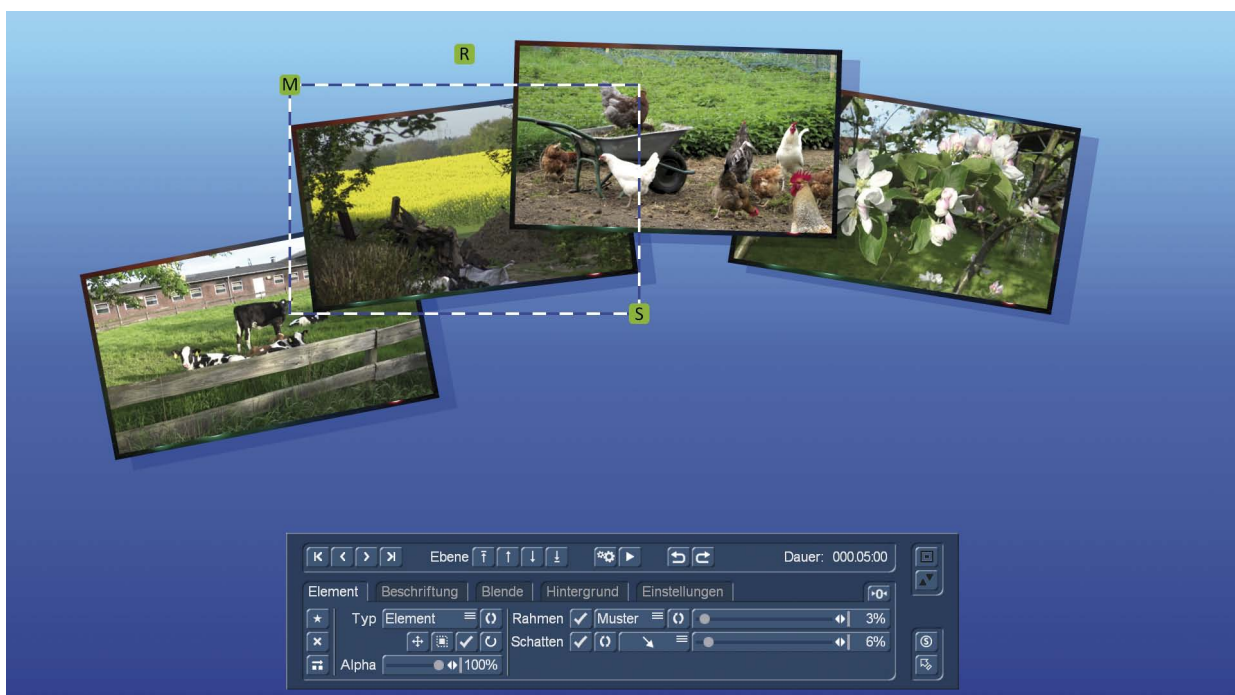 R
M
S
Ebene
Dauer: 000.05:00
Element Beschriftung Blende Hintergrund Einstellungen
▸0◂
Typ Element Rahmen Muster 3%
Schatten 6%
Alpha 100%
S